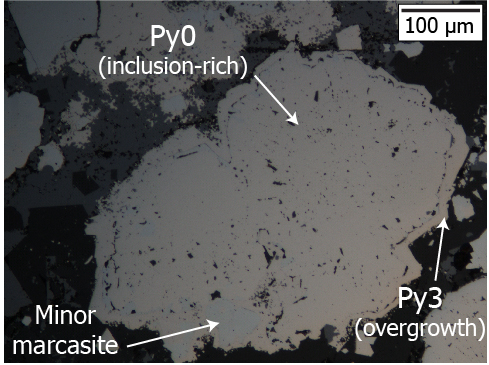 100 µm
Py0
(inclusion-rich)
Py3
(overgrowth)
Minor
marcasite